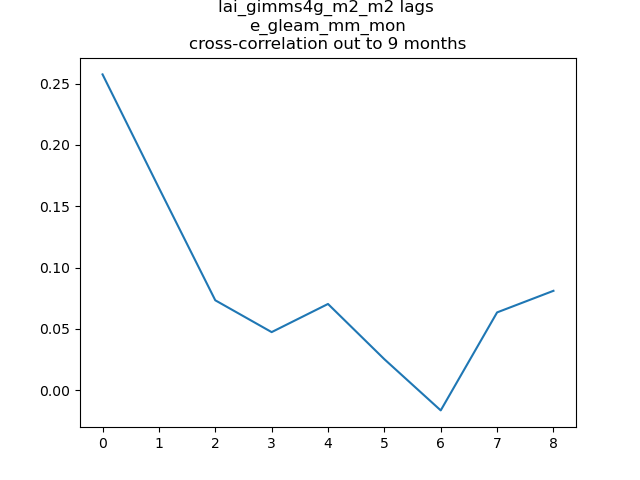 lai_gimms4g_m2_m2 lags
e_gleam_mm_mon
cross-correlation out to 9 months
0.25
0.20
0.15
0.10
0.05
0.00
0 1 2 3 4 5 6 7 8